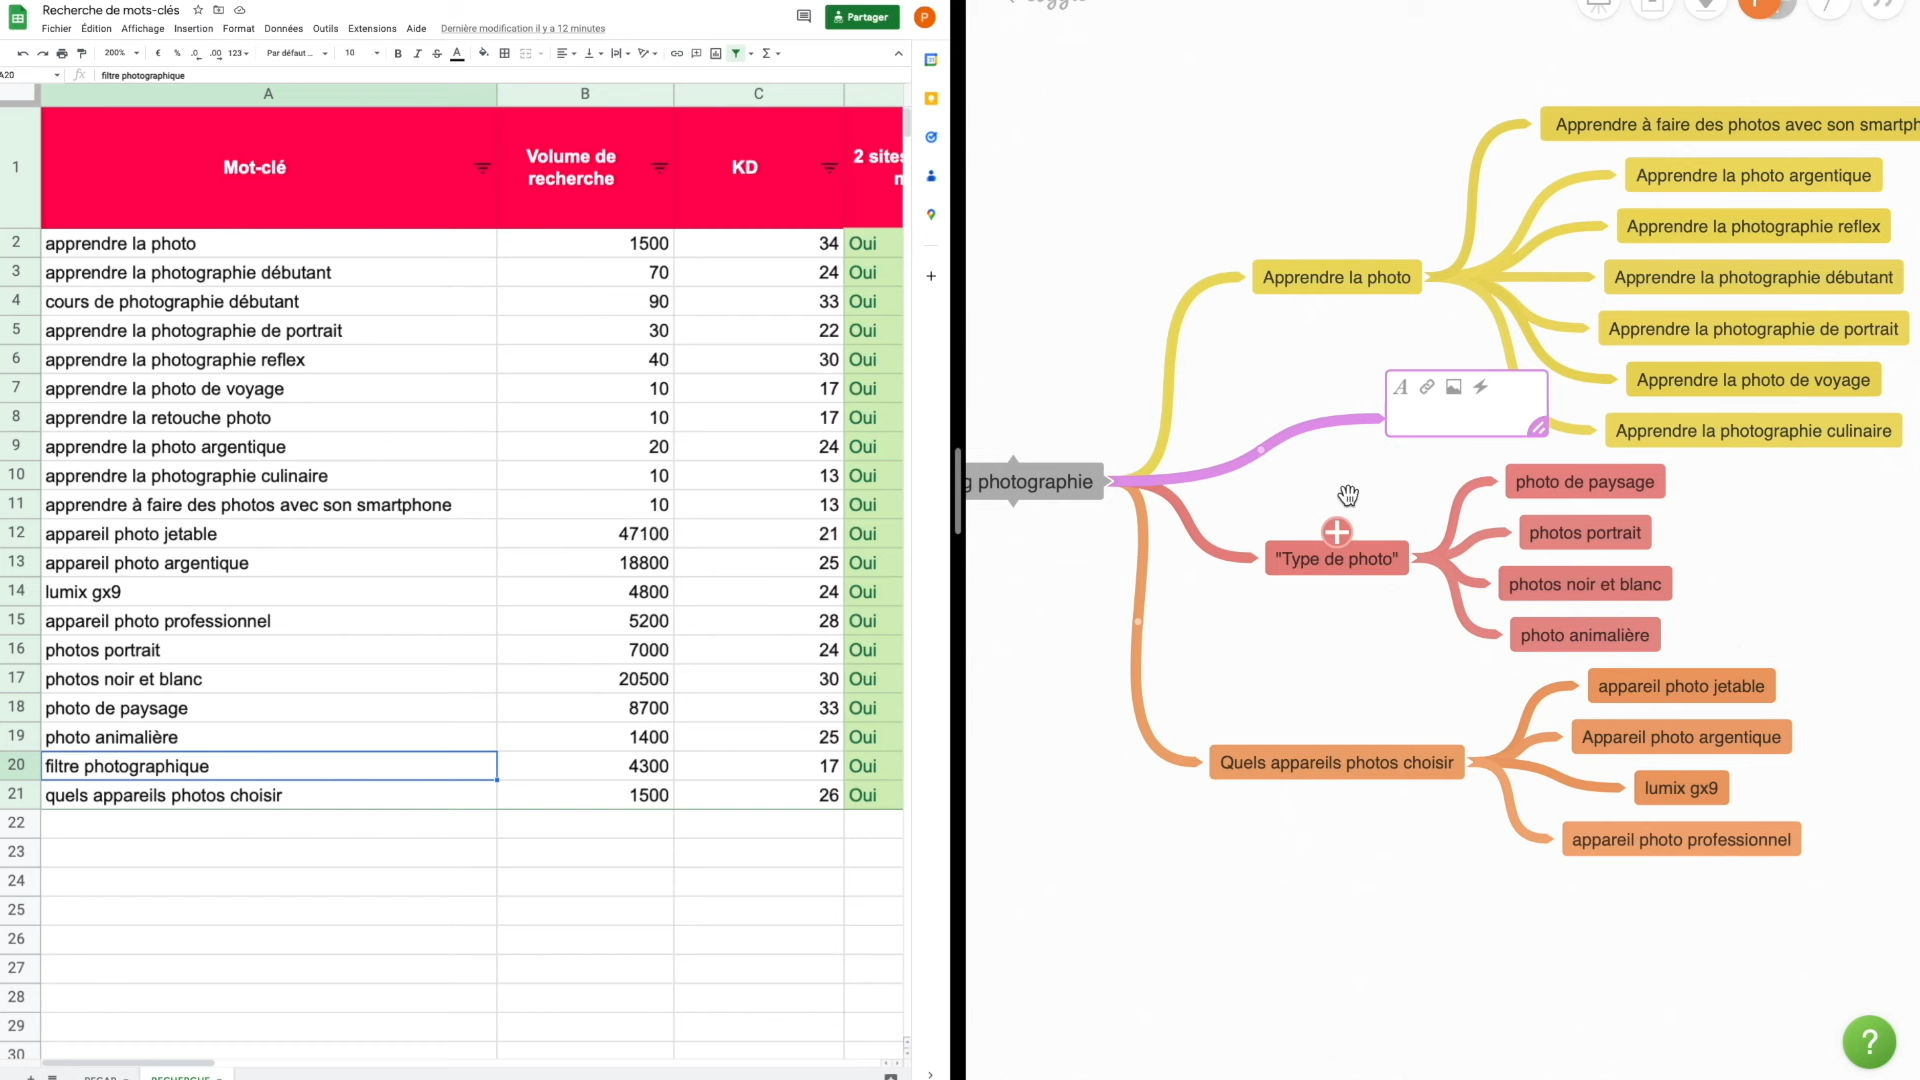 Recherche de mots-clés
Fichier Édition Affichage Insertion Format Données Outils Extensions Aide Dernière modification il y a 12 minutes
Partager
P
200% € % .0 .00 123 Par défaut ... 10 B I S A
A20 fx filtre photographique
A B C
1 Mot-clé Volume de recherche KD 2 sites
2 apprendre la photo 1500 34 Oui
3 apprendre la photographie débutant 70 24 Oui
4 cours de photographie débutant 90 33 Oui
5 apprendre la photographie de portrait 30 22 Oui
6 apprendre la photographie reflex 40 30 Oui
7 apprendre la photo de voyage 10 17 Oui
8 apprendre la retouche photo 10 17 Oui
9 apprendre la photo argentique 20 24 Oui
10 apprendre la photographie culinaire 10 13 Oui
11 apprendre à faire des photos avec son smartphone 10 13 Oui
12 appareil photo jetable 47100 21 Oui
13 appareil photo argentique 18800 25 Oui
14 lumix gx9 4800 24 Oui
15 appareil photo professionnel 5200 28 Oui
16 photos portrait 7000 24 Oui
17 photos noir et blanc 20500 30 Oui
18 photo de paysage 8700 33 Oui
19 photo animalière 1400 25 Oui
20 filtre photographique 4300 17 Oui
21 quels appareils photos choisir 1500 26 Oui
22
23
24
25
26
27
28
29
30
RECAP RECHERCHE
g photographie
Apprendre la photo
Apprendre à faire des photos avec son smartph
Apprendre la photo argentique
Apprendre la photographie reflex
Apprendre la photographie débutant
Apprendre la photographie de portrait
Apprendre la photo de voyage
Apprendre la photographie culinaire
A
"Type de photo"
photo de paysage
photos portrait
photos noir et blanc
photo animalière
Quels appareils photos choisir
appareil photo jetable
Appareil photo argentique
lumix gx9
appareil photo professionnel
?